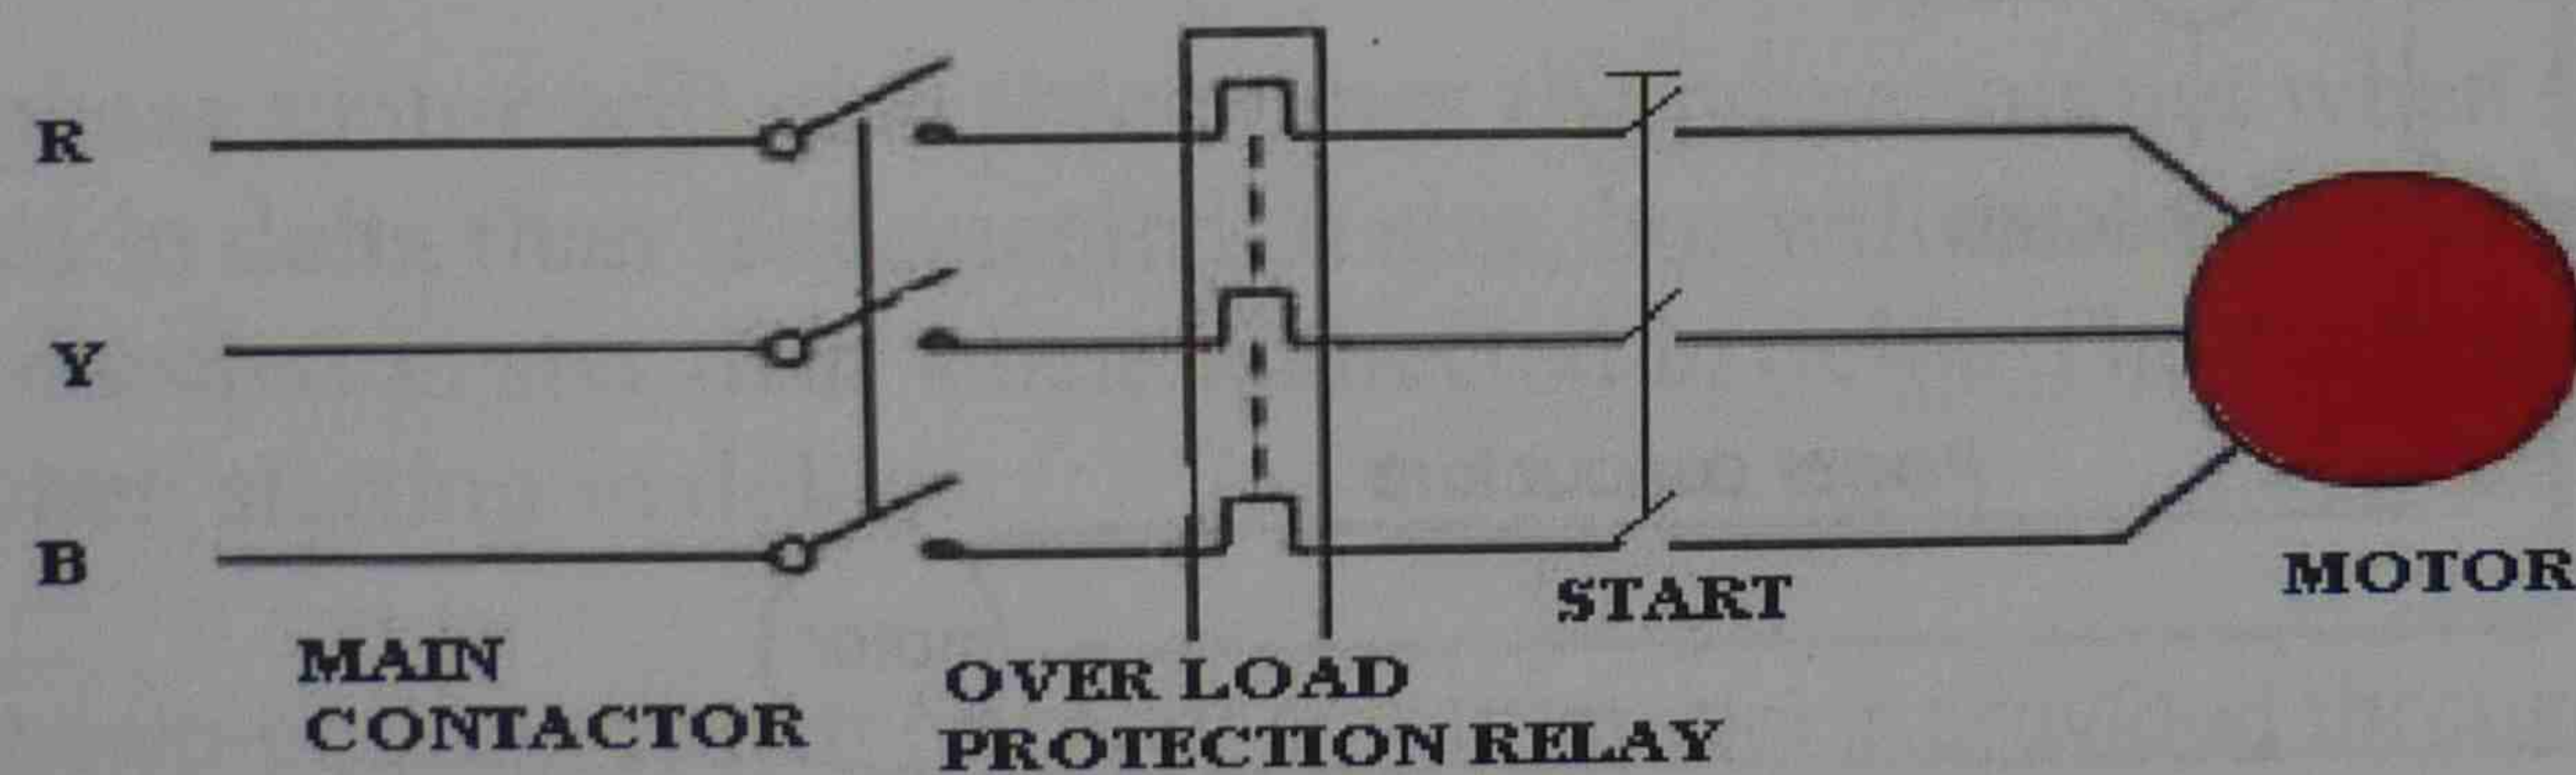 R
Y
B
MAIN
CONTACTOR
OVER LOAD
PROTECTION RELAY
START
MOTOR